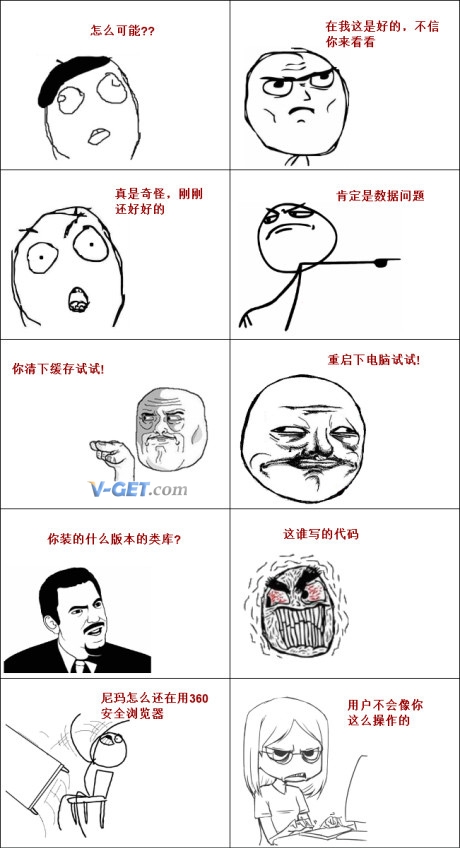 怎么可能??
在我这是好的，不信
你来看看
真是奇怪，刚刚
还好好的
肯定是数据问题
你清下缓存试试!
重启下电脑试试!
V-GET.com
你装的什么版本的类库?
这谁写的代码
尼玛怎么还在用360
安全浏览器
用户不会像你
这么操作的